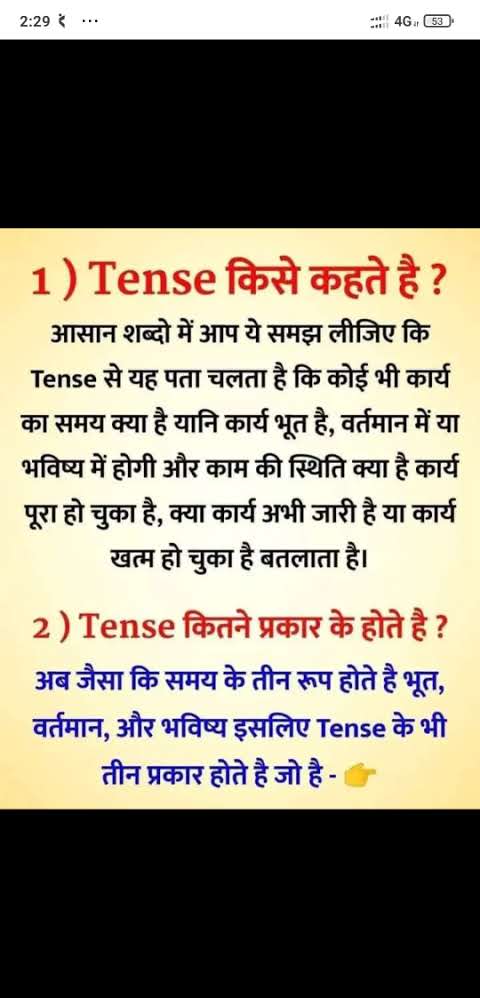 2:29 ...
4G 53
1 ) Tense किसे कहते है ?
आसान शब्दो में आप ये समझ लीजिए कि
Tense से यह पता चलता है कि कोई भी कार्य
का समय क्या है यानि कार्य भूत है, वर्तमान में या
भविष्य में होगी और काम की स्थिति क्या है कार्य
पूरा हो चुका है, क्या कार्य अभी जारी है या कार्य
खत्म हो चुका है बतलाता है।
2 ) Tense कितने प्रकार के होते है ?
अब जैसा कि समय के तीन रूप होते है भूत,
वर्तमान, और भविष्य इसलिए Tense के भी
तीन प्रकार होते है जो है - 👉